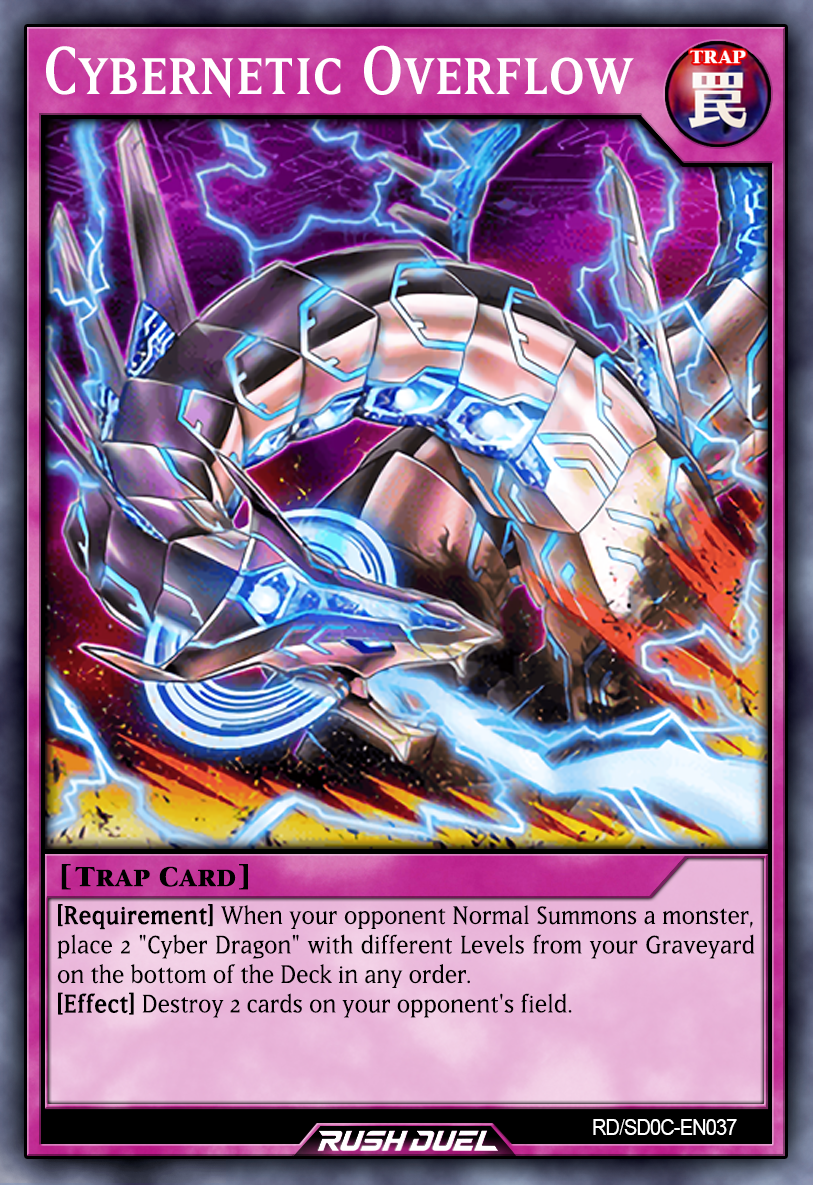 Cybernetic Overflow
TRAP
罠
[Trap Card]
[Requirement] When your opponent Normal Summons a monster,
place 2 "Cyber Dragon" with different Levels from your Graveyard
on the bottom of the Deck in any order.
[Effect] Destroy 2 cards on your opponent's field.
RD/SD0C-EN037
RUSH DUEL